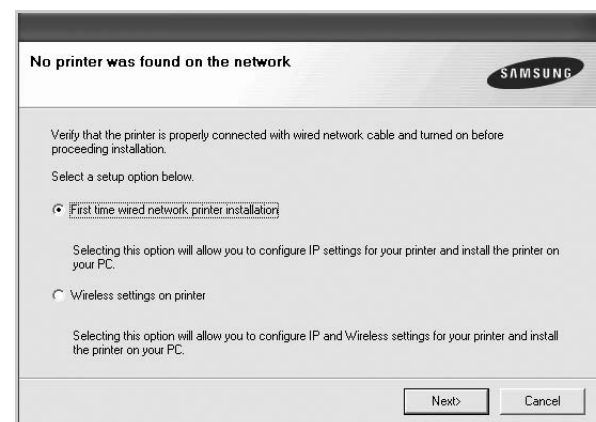 No printer was found on the network
SAMSUNG
Verify that the printer is properly connected with wired network cable and turned on before
proceeding installation.
Select a setup option below.
First time wired network printer installation
Selecting this option will allow you to configure IP settings for your printer and install the printer on
your PC.
Wireless settings on printer
Selecting this option will allow you to configure IP and Wireless settings for your printer and install
the printer on your PC.
Next>
Cancel